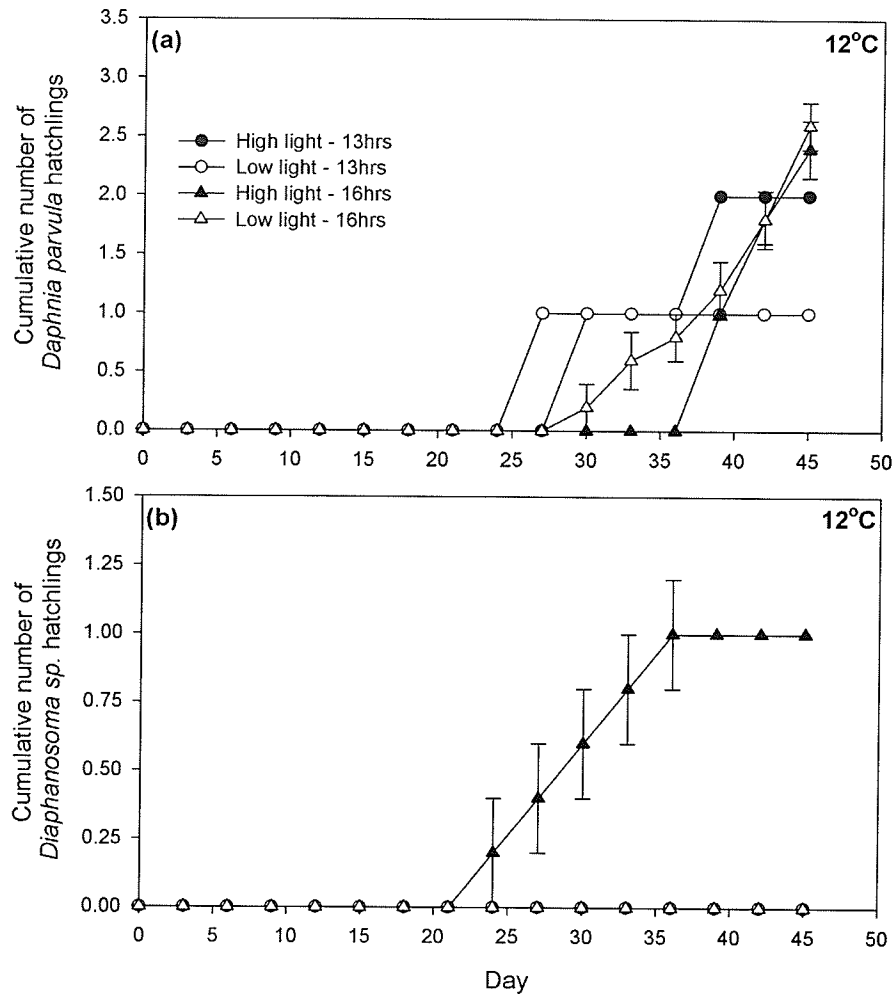 (a)
12°C
Cumulative number of
Daphnia parvula hatchlings
3.5
3.0
2.5
2.0
1.5
1.0
0.5
0.0
High light - 13hrs
Low light - 13hrs
High light - 16hrs
Low light - 16hrs
0 5 10 15 20 25 30 35 40 45 50
(b)
12°C
Cumulative number of
Diaphanosoma sp. hatchlings
1.50
1.25
1.00
0.75
0.50
0.25
0.00
0 5 10 15 20 25 30 35 40 45 50
Day